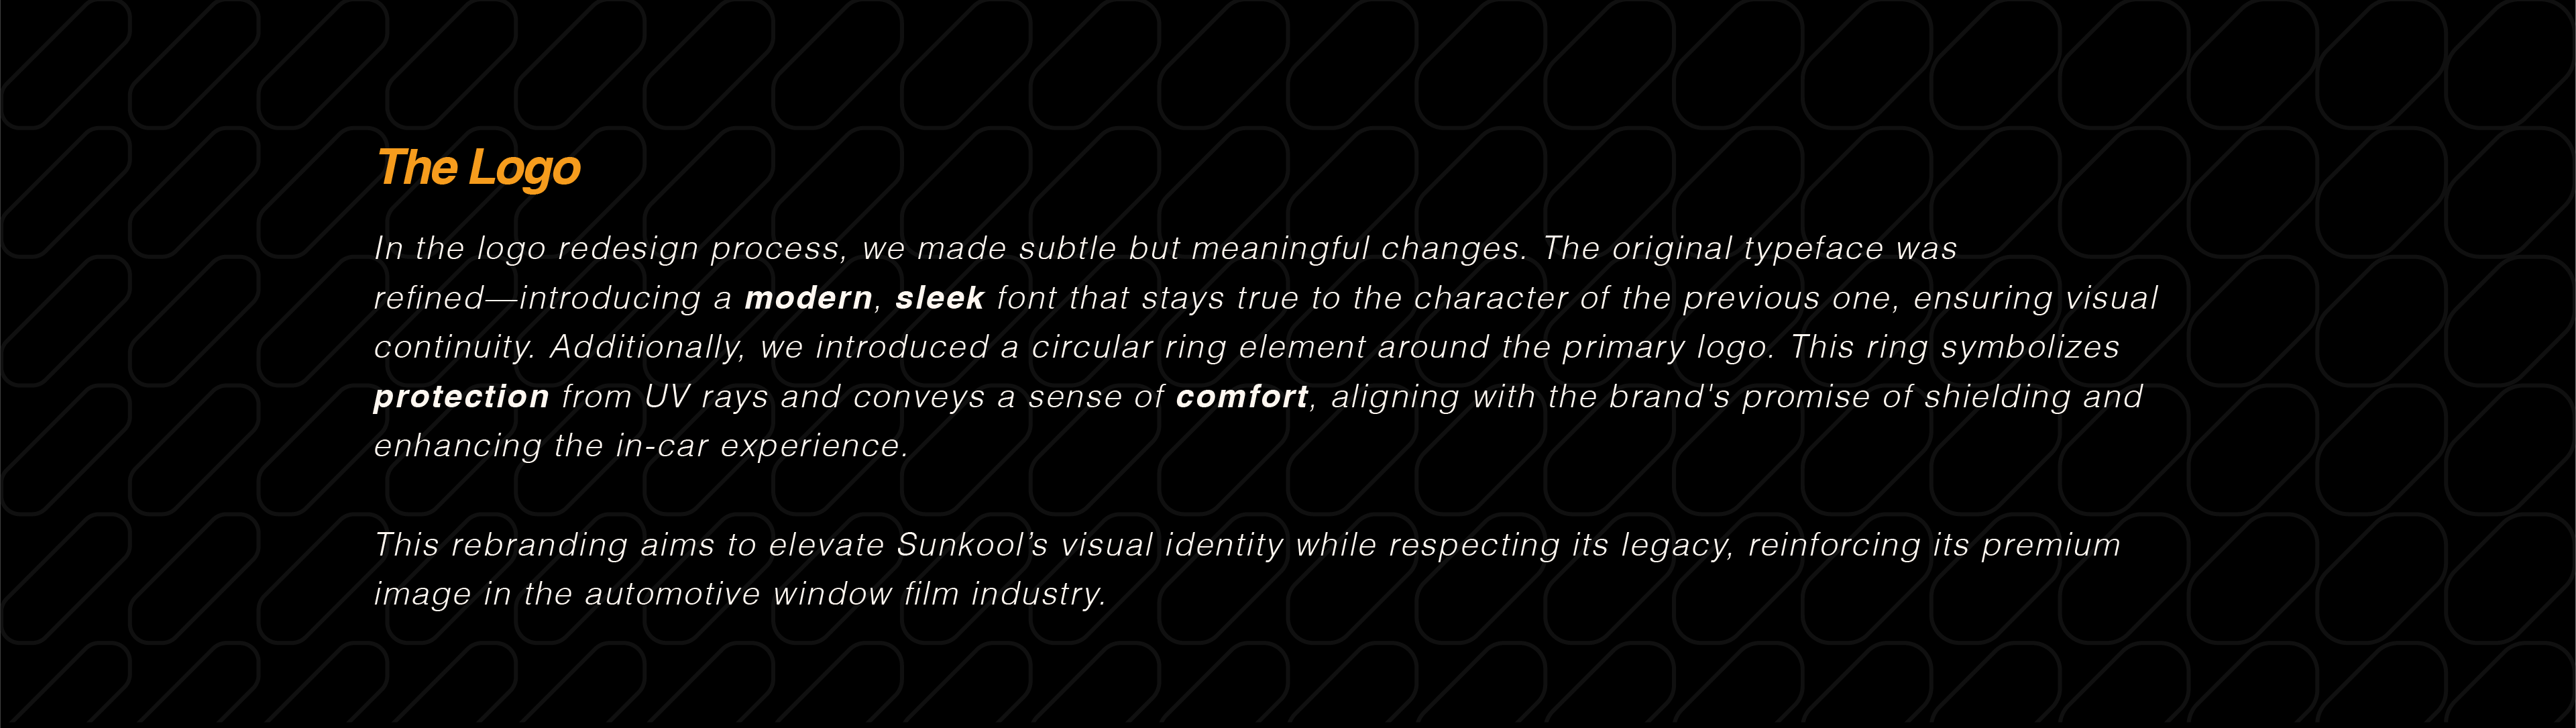 The Logo
In the logo redesign process, we made subtle but meaningful changes. The original typeface was
refined—introducing a modern, sleek font that stays true to the character of the previous one, ensuring visual
continuity. Additionally, we introduced a circular ring element around the primary logo. This ring symbolizes
protection from UV rays and conveys a sense of comfort, aligning with the brand's promise of shielding and
enhancing the in-car experience.
This rebranding aims to elevate Sunkool’s visual identity while respecting its legacy, reinforcing its premium
image in the automotive window film industry.